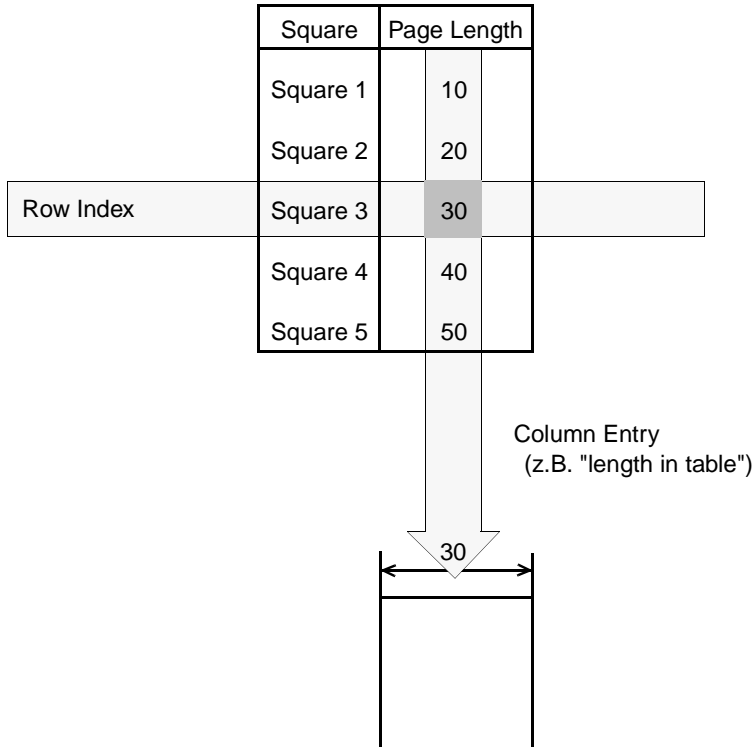 Square Page Length
Square 1 10
Square 2 20
Row Index Square 3 30
Square 4 40
Square 5 50
Column Entry
(z.B. "length in table")
30